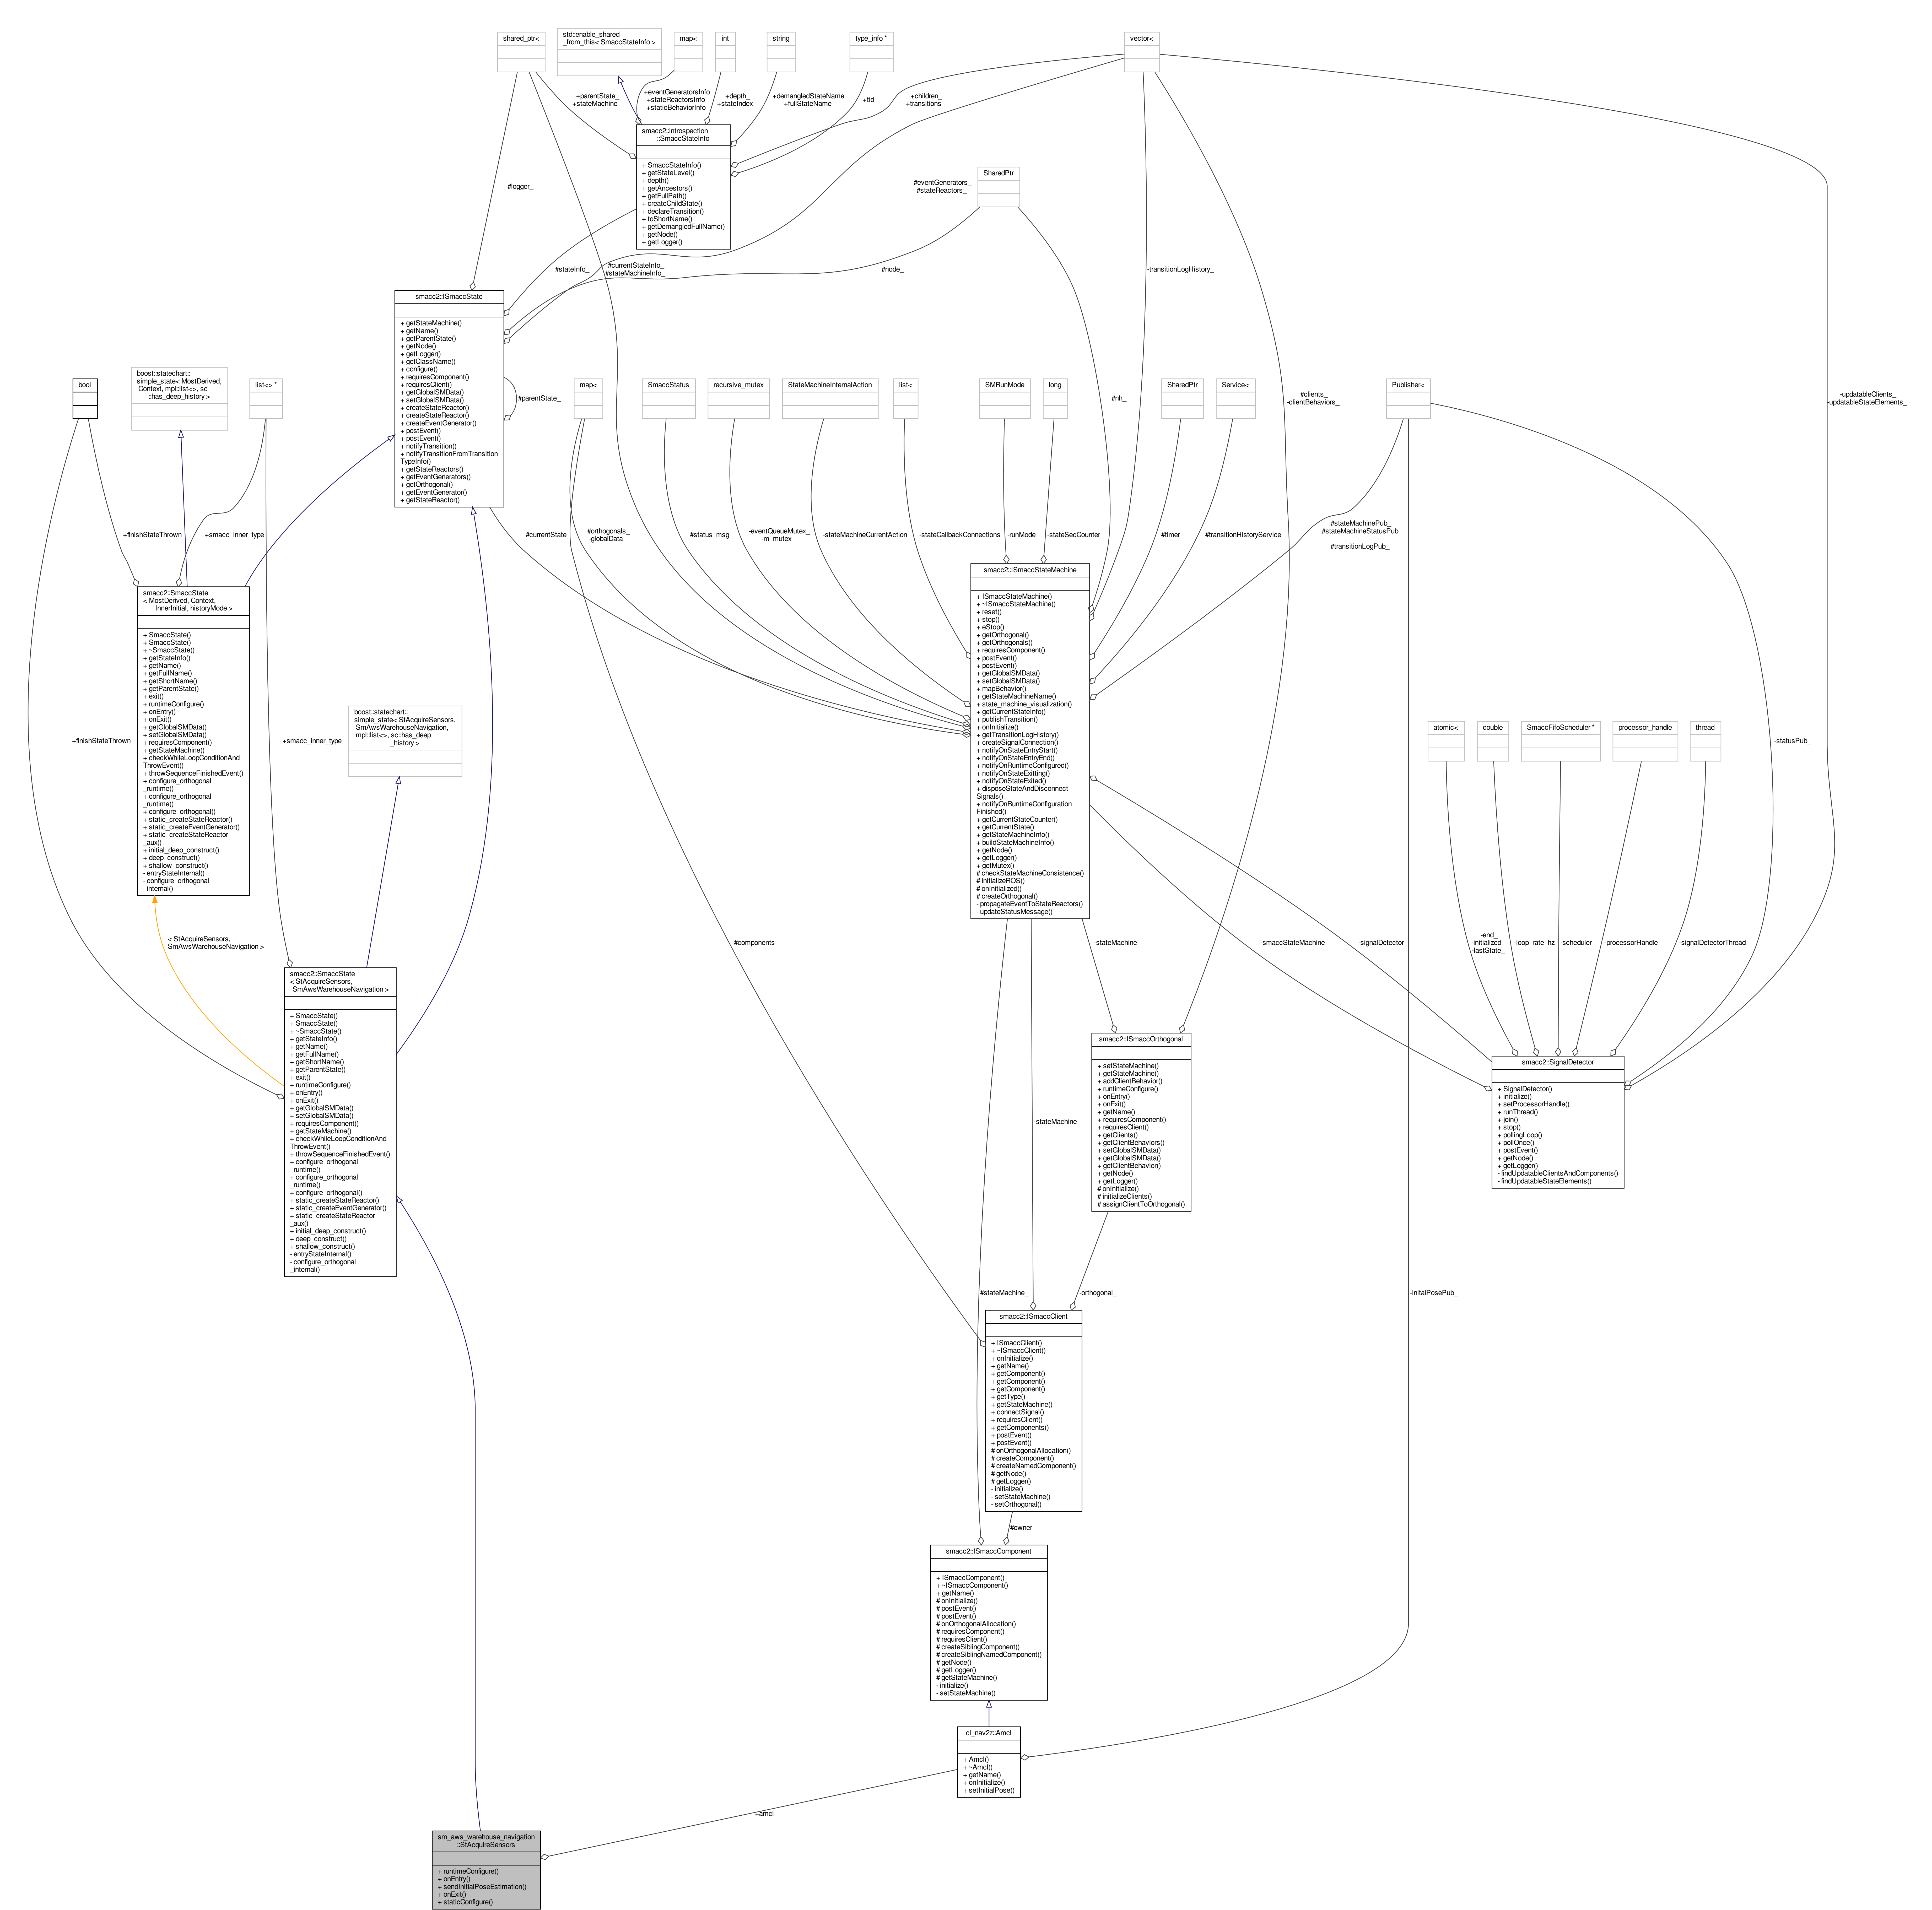 shared_ptr<
std::enable_shared
_from_this< SmaccStateInfo >
map<
int
string
type_info *
vector<
+parentState_
+stateMachine_
+eventGeneratorsInfo
+stateReactorsInfo
+staticBehaviorInfo
+depth_
+stateIndex_
+demangledStateName
+fullStateName
+tid_
+children_
+transitions_
smacc2::introspection
::SmaccStateInfo
+ SmaccStateInfo()
+ getStateLevel()
+ depth()
+ getAncestors()
+ getFullPath()
+ createChildState()
+ declareTransition()
+ toShortName()
+ getDemangledFullName()
+ getNode()
+ getLogger()
SharedPtr
#eventGenerators_
#stateReactors_
#logger_
#stateInfo_
#currentStateInfo_
#stateMachineInfo_
#node_
-transitionLogHistory_
smacc2::ISmaccState
+ getStateMachine()
+ getName()
+ getParentState()
+ getNode()
+ getLogger()
+ getClassName()
+ configure()
+ requiresComponent()
+ requiresClient()
+ getGlobalSMData()
+ setGlobalSMData()
+ createStateReactor()
+ createStateReactor()
+ createEventGenerator()
+ postEvent()
+ postEvent()
+ notifyTransition()
+ notifyTransitionFromTransition
TypeInfo()
+ getStateReactors()
+ getEventGenerators()
+ getOrthogonal()
+ getEventGenerator()
+ getStateReactor()
#parentState_
bool
boost::statechart::
simple_state< MostDerived,
Context, mpl::list<>, sc
::has_deep_history >
list<> *
map<
SmaccStatus
recursive_mutex
StateMachineInternalAction
list<
SMRunMode
long
SharedPtr
Service<
Publisher<
#nh_
#clients_
-clientBehaviors_
-updatableClients_
-updatableStateElements_
+finishStateThrown
+smacc_inner_type
#currentState_
#orthogonals_
-globalData_
#status_msg_
-eventQueueMutex_
-m_mutex_
-stateMachineCurrentAction
-stateCallbackConnections
-runMode_
-stateSeqCounter_
#timer_
#transitionHistoryService_
#stateMachinePub_
#stateMachineStatusPub
_
#transitionLogPub_
smacc2::SmaccState
< MostDerived, Context,
InnerInitial, historyMode >
+ SmaccState()
+ SmaccState()
+ ~SmaccState()
+ getStateInfo()
+ getName()
+ getFullName()
+ getShortName()
+ getParentState()
+ exit()
+ runtimeConfigure()
+ onEntry()
+ onExit()
+ getGlobalSMData()
+ setGlobalSMData()
+ requiresComponent()
+ getStateMachine()
+ checkWhileLoopConditionAnd
ThrowEvent()
+ throwSequenceFinishedEvent()
+ configure_orthogonal
_runtime()
+ configure_orthogonal
_runtime()
+ configure_orthogonal()
+ static_createStateReactor()
+ static_createEventGenerator()
+ static_createStateReactor
_aux()
+ initial_deep_construct()
+ deep_construct()
+ shallow_construct()
- entryStateInternal()
- configure_orthogonal
_internal()
smacc2::ISmaccStateMachine
+ ISmaccStateMachine()
+ ~ISmaccStateMachine()
+ reset()
+ stop()
+ eStop()
+ getOrthogonal()
+ getOrthogonals()
+ requiresComponent()
+ postEvent()
+ postEvent()
+ getGlobalSMData()
+ setGlobalSMData()
+ mapBehavior()
+ getStateMachineName()
+ state_machine_visualization()
+ getCurrentStateInfo()
+ publishTransition()
+ onInitialize()
+ getTransitionLogHistory()
+ createSignalConnection()
+ notifyOnStateEntryStart()
+ notifyOnStateEntryEnd()
+ notifyOnRuntimeConfigured()
+ notifyOnStateExitting()
+ notifyOnStateExited()
+ disposeStateAndDisconnect
Signals()
+ notifyOnRuntimeConfiguration
Finished()
+ getCurrentStateCounter()
+ getCurrentState()
+ getStateMachineInfo()
+ buildStateMachineInfo()
+ getNode()
+ getLogger()
+ getMutex()
# checkStateMachineConsistence()
# initializeROS()
# onInitialized()
# createOrthogonal()
- propagateEventToStateReactors()
- updateStatusMessage()
+finishStateThrown
+smacc_inner_type
boost::statechart::
simple_state< StAcquireSensors,
SmAwsWarehouseNavigation,
mpl::list<>, sc::has_deep
_history >
atomic<
double
SmaccFifoScheduler *
processor_handle
thread
-statusPub_
< StAcquireSensors,
SmAwsWarehouseNavigation >
#components_
-stateMachine_
-smaccStateMachine_
-signalDetector_
-end_
-initialized_
-lastState_
-loop_rate_hz
-scheduler_
-processorHandle_
-signalDetectorThread_
smacc2::SmaccState
< StAcquireSensors,
SmAwsWarehouseNavigation >
+ SmaccState()
+ SmaccState()
+ ~SmaccState()
+ getStateInfo()
+ getName()
+ getFullName()
+ getShortName()
+ getParentState()
+ exit()
+ runtimeConfigure()
+ onEntry()
+ onExit()
+ getGlobalSMData()
+ setGlobalSMData()
+ requiresComponent()
+ getStateMachine()
+ checkWhileLoopConditionAnd
ThrowEvent()
+ throwSequenceFinishedEvent()
+ configure_orthogonal
_runtime()
+ configure_orthogonal
_runtime()
+ configure_orthogonal()
+ static_createStateReactor()
+ static_createEventGenerator()
+ static_createStateReactor
_aux()
+ initial_deep_construct()
+ deep_construct()
+ shallow_construct()
- entryStateInternal()
- configure_orthogonal
_internal()
smacc2::ISmaccOrthogonal
+ setStateMachine()
+ getStateMachine()
+ addClientBehavior()
+ runtimeConfigure()
+ onEntry()
+ onExit()
+ getName()
+ requiresComponent()
+ requiresClient()
+ getClients()
+ getClientBehaviors()
+ setGlobalSMData()
+ getGlobalSMData()
+ getClientBehavior()
+ getNode()
+ getLogger()
# onInitialize()
# initializeClients()
# assignClientToOrthogonal()
smacc2::SignalDetector
+ SignalDetector()
+ initialize()
+ setProcessorHandle()
+ runThread()
+ join()
+ stop()
+ pollingLoop()
+ pollOnce()
+ postEvent()
+ getNode()
+ getLogger()
- findUpdatableClientsAndComponents()
- findUpdatableStateElements()
-stateMachine_
#stateMachine_
-orthogonal_
-initalPosePub_
smacc2::ISmaccClient
+ ISmaccClient()
+ ~ISmaccClient()
+ onInitialize()
+ getName()
+ getComponent()
+ getComponent()
+ getComponent()
+ getType()
+ getStateMachine()
+ connectSignal()
+ requiresClient()
+ getComponents()
+ postEvent()
+ postEvent()
# onOrthogonalAllocation()
# createComponent()
# createNamedComponent()
# getNode()
# getLogger()
- initialize()
- setStateMachine()
- setOrthogonal()
#owner_
smacc2::ISmaccComponent
+ ISmaccComponent()
+ ~ISmaccComponent()
+ getName()
# onInitialize()
# postEvent()
# postEvent()
# onOrthogonalAllocation()
# requiresComponent()
# requiresClient()
# createSiblingComponent()
# createSiblingNamedComponent()
# getNode()
# getLogger()
# getStateMachine()
- initialize()
- setStateMachine()
cl_nav2z::Amcl
+ Amcl()
+ ~Amcl()
+ getName()
+ onInitialize()
+ setInitialPose()
+amcl_
sm_aws_warehouse_navigation
::StAcquireSensors
+ runtimeConfigure()
+ onEntry()
+ sendInitialPoseEstimation()
+ onExit()
+ staticConfigure()